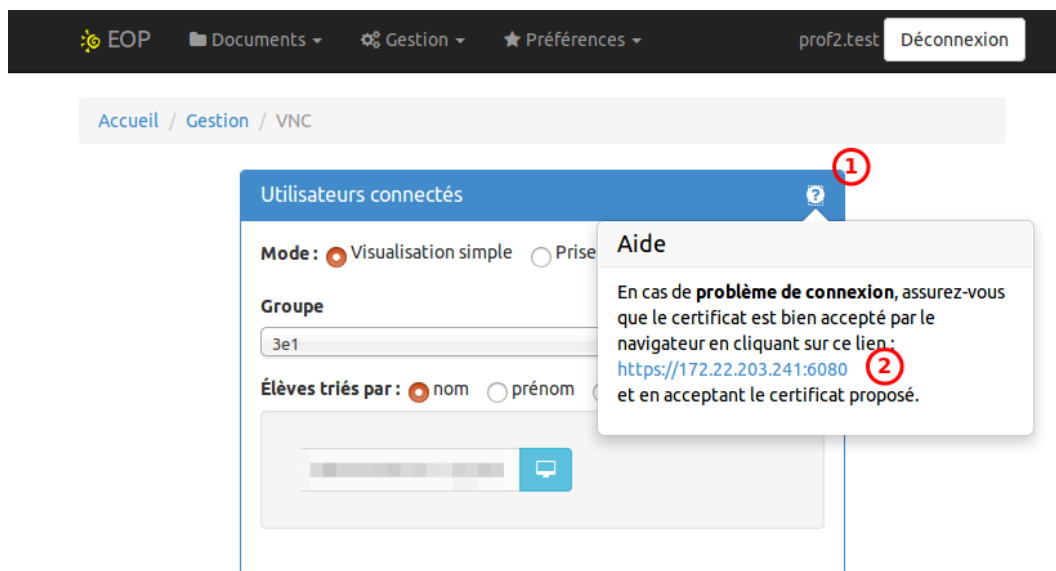 EOP Documents Gestion Préférences prof2.test Déconnexion
Accueil / Gestion / VNC
1
Utilisateurs connectés ?
Mode : Visualisation simple Prise
Aide
En cas de problème de connexion, assurez-vous
que le certificat est bien accepté par le
navigateur en cliquant sur ce lien :
https://172.22.203.241:6080 2
et en acceptant le certificat proposé.
Groupe
3e1
Élèves triés par : nom prénom